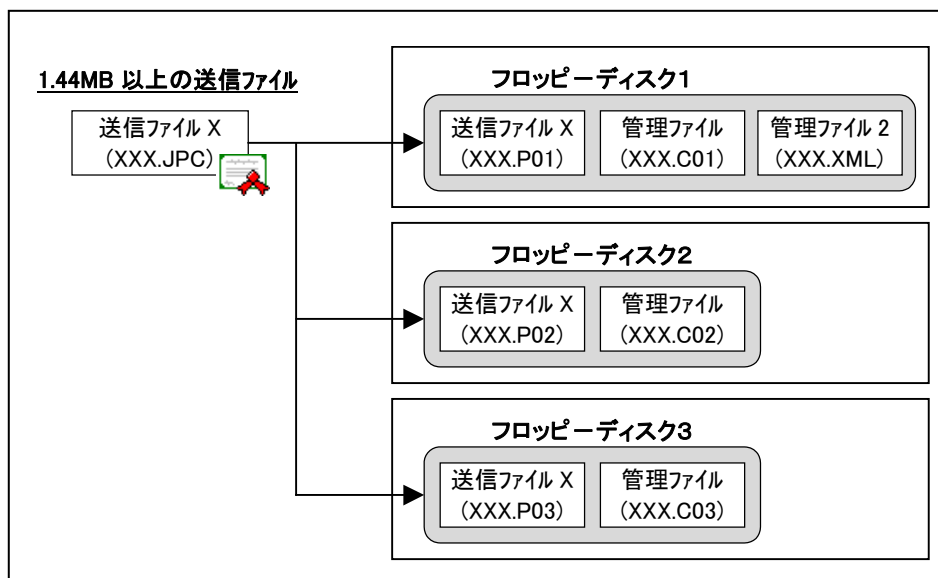 1.44MB 以上の送信ファイル
送信ファイル X
(XXX.JPC)
フロッピーディスク1
送信ファイル X
(XXX.P01)
管理ファイル
(XXX.C01)
管理ファイル 2
(XXX.XML)
フロッピーディスク2
送信ファイル X
(XXX.P02)
管理ファイル
(XXX.C02)
フロッピーディスク3
送信ファイル X
(XXX.P03)
管理ファイル
(XXX.C03)